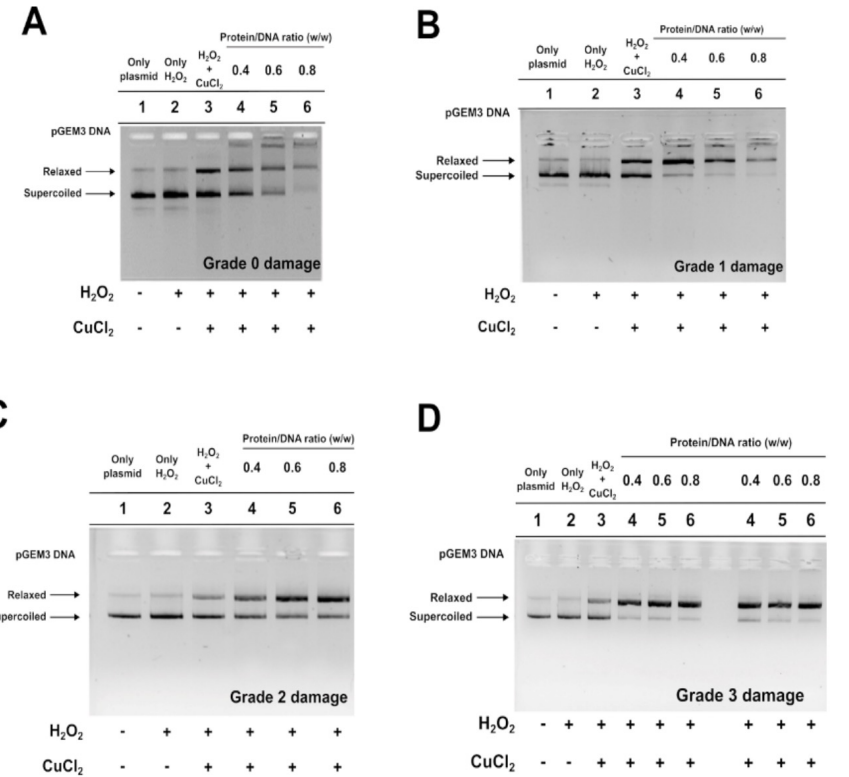 A
Protein/DNA ratio (w/w)
Only plasmid
Only H₂O₂
H₂O₂ + CuCl₂
0.4 0.6 0.8
1 2 3 4 5 6
pGEM3 DNA
Relaxed
Supercoiled
Grade 0 damage
H₂O₂ - + + + + +
CuCl₂ - - + + + +
B
Protein/DNA ratio (w/w)
Only plasmid
Only H₂O₂
H₂O₂ + CuCl₂
0.4 0.6 0.8
1 2 3 4 5 6
pGEM3 DNA
Relaxed
Supercoiled
Grade 1 damage
H₂O₂ - + + + + +
CuCl₂ - - + + + +
C
Protein/DNA ratio (w/w)
Only plasmid
Only H₂O₂
H₂O₂ + CuCl₂
0.4 0.6 0.8
1 2 3 4 5 6
pGEM3 DNA
Relaxed
percoiled
Grade 2 damage
H₂O₂ - + + + + +
CuCl₂ - - + + + +
D
Protein/DNA ratio (w/w)
Only plasmid
Only H₂O₂
H₂O₂ + CuCl₂
0.4 0.6 0.8 0.4 0.6 0.8
1 2 3 4 5 6 4 5 6
pGEM3 DNA
Relaxed
Supercoiled
Grade 3 damage
H₂O₂ - + + + + + + + +
CuCl₂ - - + + + + + + +